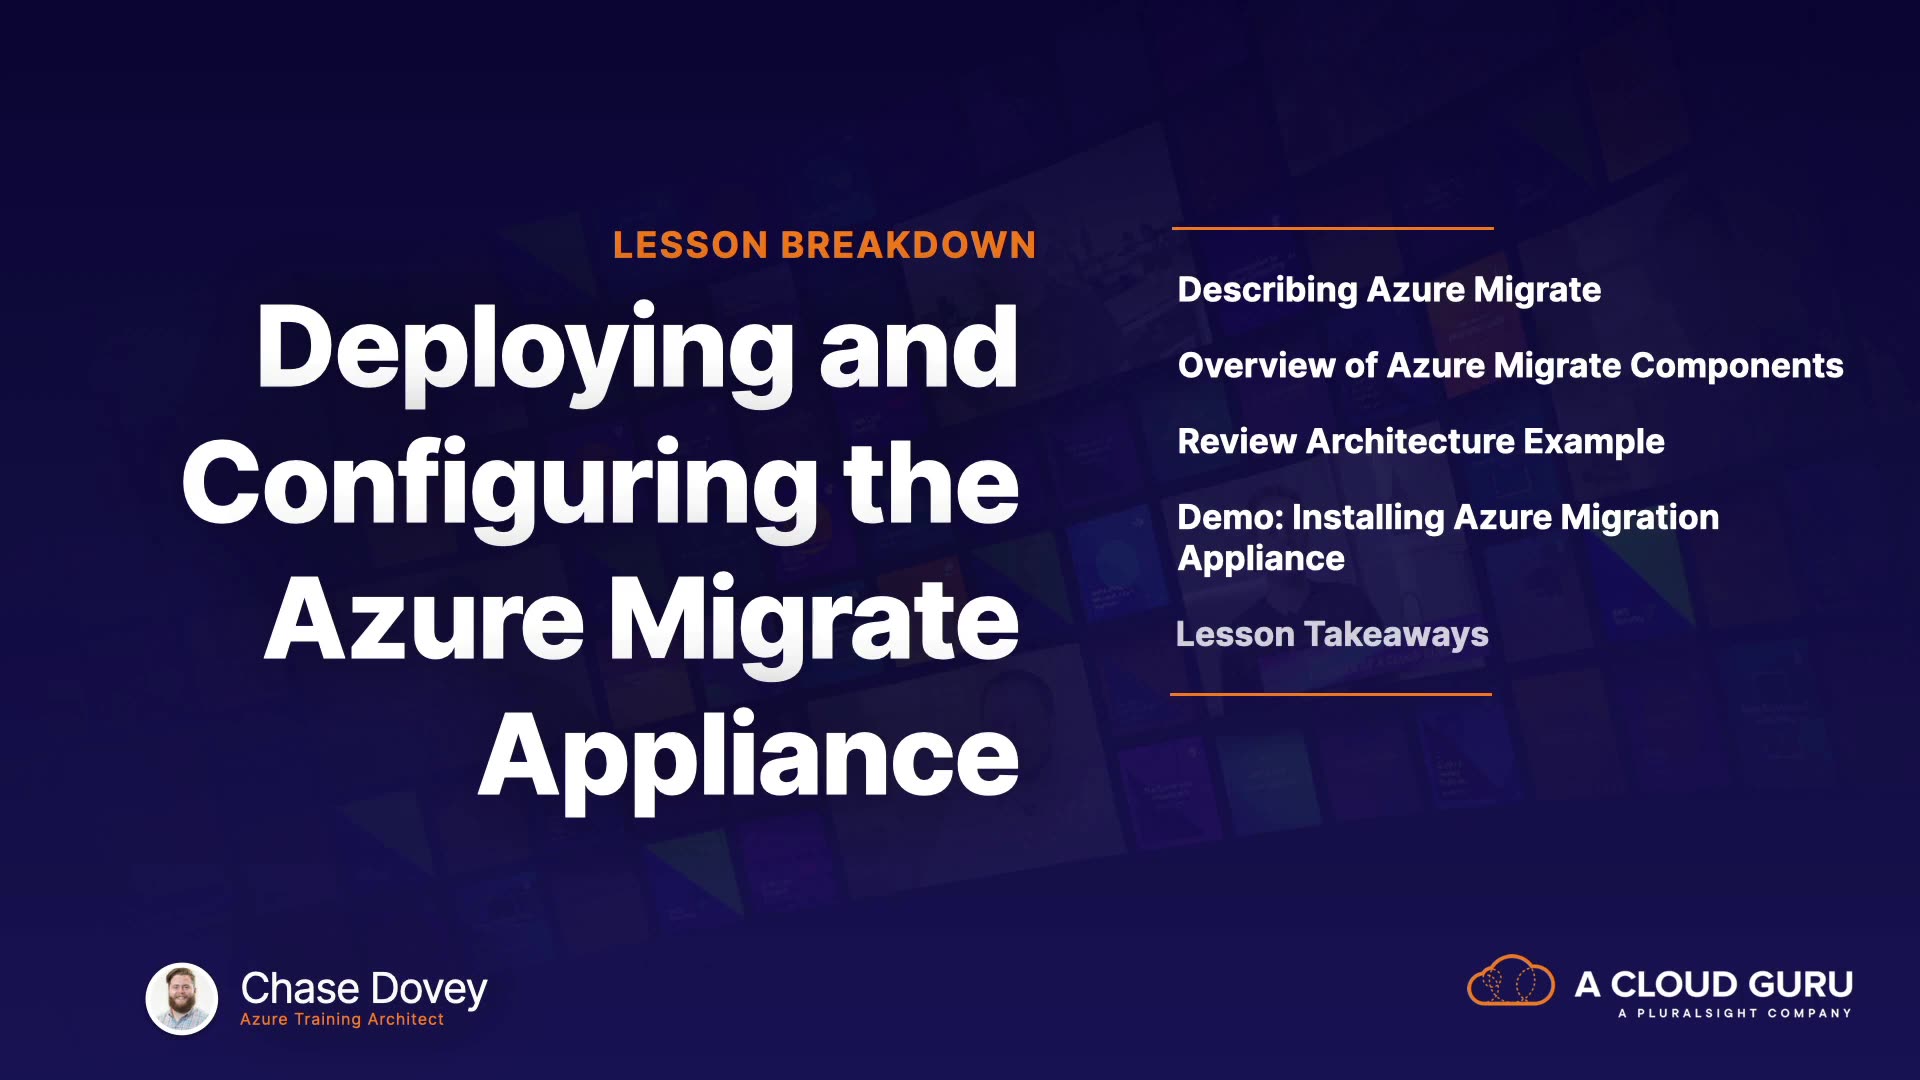 LESSON BREAKDOWN
Deploying and
Configuring the
Azure Migrate
Appliance
Describing Azure Migrate
Overview of Azure Migrate Components
Review Architecture Example
Demo: Installing Azure Migration
Appliance
Lesson Takeaways
Chase Dovey
Azure Training Architect
A CLOUD GURU
A PLURALSIGHT COMPANY